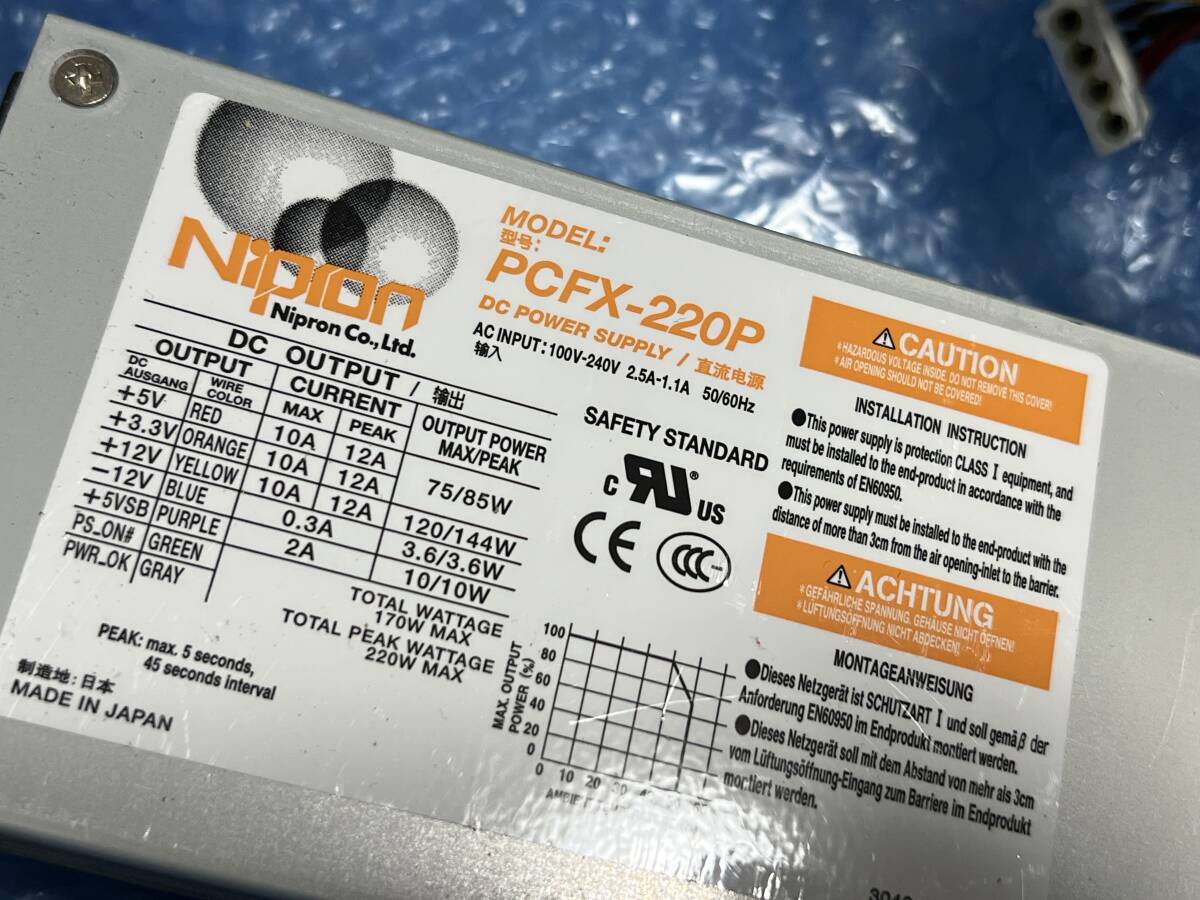 Nipron
Nipron Co., Ltd.
MODEL:
型号:
PCFX-220P
DC POWER SUPPLY / 直流电源
AC INPUT: 100V-240V 2.5A-1.1A 50/60Hz
输入
DC OUTPUT / 输出
OUTPUT CURRENT OUTPUT POWER
DC AUSGANG WIRE COLOR MAX PEAK MAX/PEAK
+5V RED 10A 12A
+3.3V ORANGE 10A 12A 75/85W
+12V YELLOW 10A 12A 120/144W
-12V BLUE 0.3A 3.6/3.6W
+5VSB PURPLE 2A 10/10W
PS_ON# GREEN
PWR_OK GRAY
TOTAL WATTAGE
170W MAX
TOTAL PEAK WATTAGE
220W MAX
PEAK: max. 5 seconds,
45 seconds interval
制造地: 日本
MADE IN JAPAN
SAFETY STANDARD
c RU ® US
CE CCC
MAX. OUTPUT
POWER (%)
100
80
60
40
20
0
0 10 20 30
⚠CAUTION
*HAZARDOUS VOLTAGE INSIDE. DO NOT REMOVE THIS COVER!
*AIR OPENING SHOULD NOT BE COVERED!
INSTALLATION INSTRUCTION
●This power supply is protection CLASS I equipment, and
must be installed to the end-product in accordance with the
requirements of EN60950.
●This power supply must be installed to the end-product with the
distance of more than 3cm from the air opening-inlet to the barrier.
⚠ACHTUNG
*GEFÄHRLICHE SPANNUNG. GEHÄUSE NICHT ÖFFNEN!
*LÜFTUNGSÖFFNUNG NICHT ABDECKEN!
MONTAGEANWEISUNG
●Dieses Netzgerät ist SCHUTZART I und soll gemäß der
Anforderung EN60950 im Endprodukt montiert werden.
●Dieses Netzgerät soll mit dem Abstand von mehr als 3cm
vom Lüftungsöffnung-Eingang zum Barriere im Endprodukt
montiert werden.